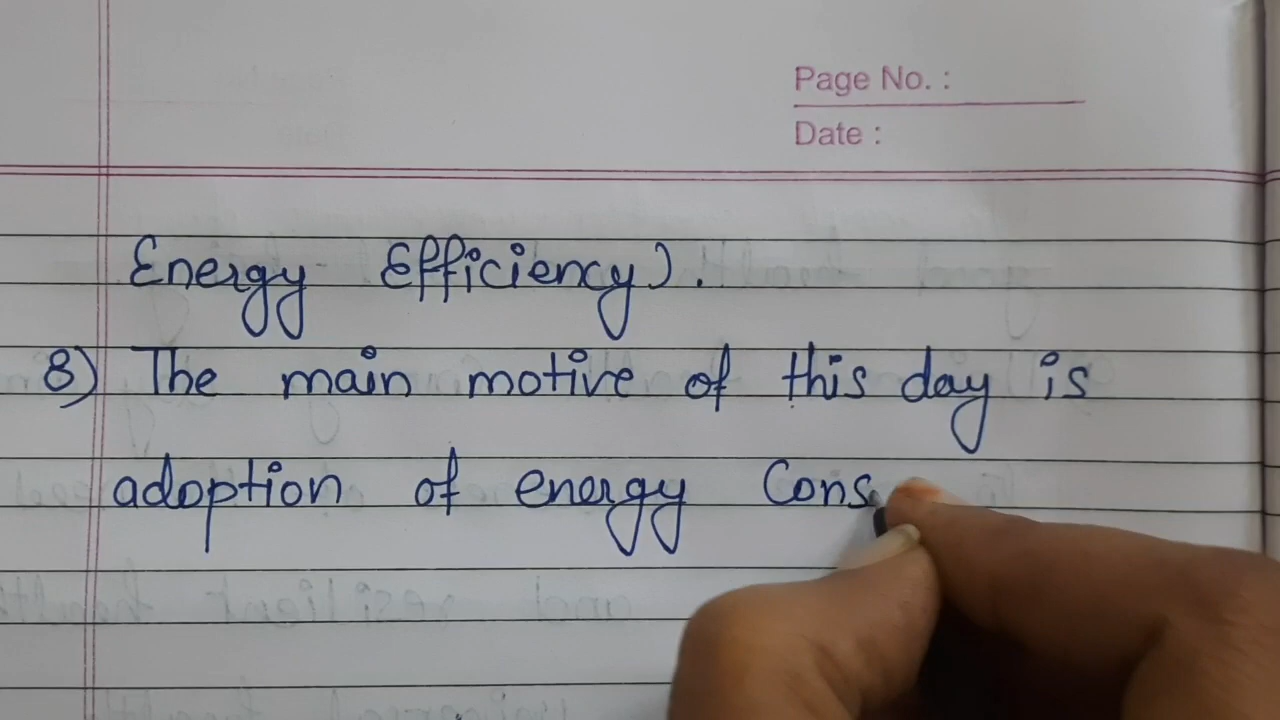 Page No. :
Date :
Energy Efficiency).
8) The main motive of this day is
adoption of energy Cons